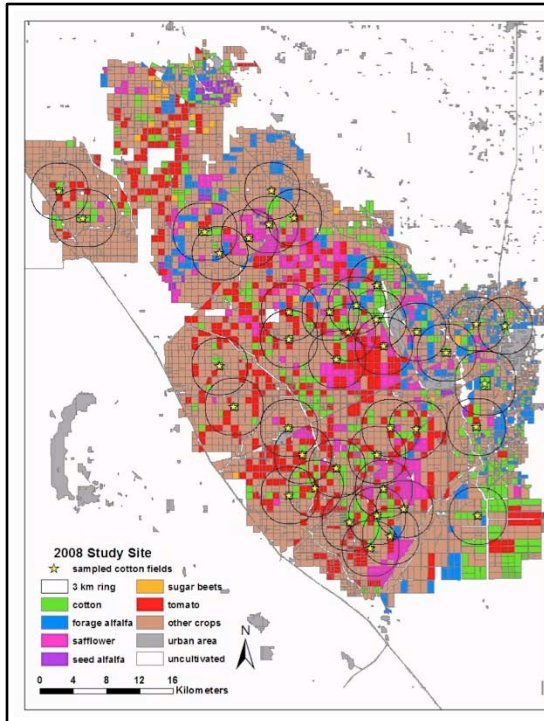 2008 Study Site
sampled cotton fields
3 km ring
cotton
forage alfalfa
safflower
seed alfalfa
sugar beets
tomato
other crops
urban area
uncultivated
N
0 4 8 12 16
Kilometers